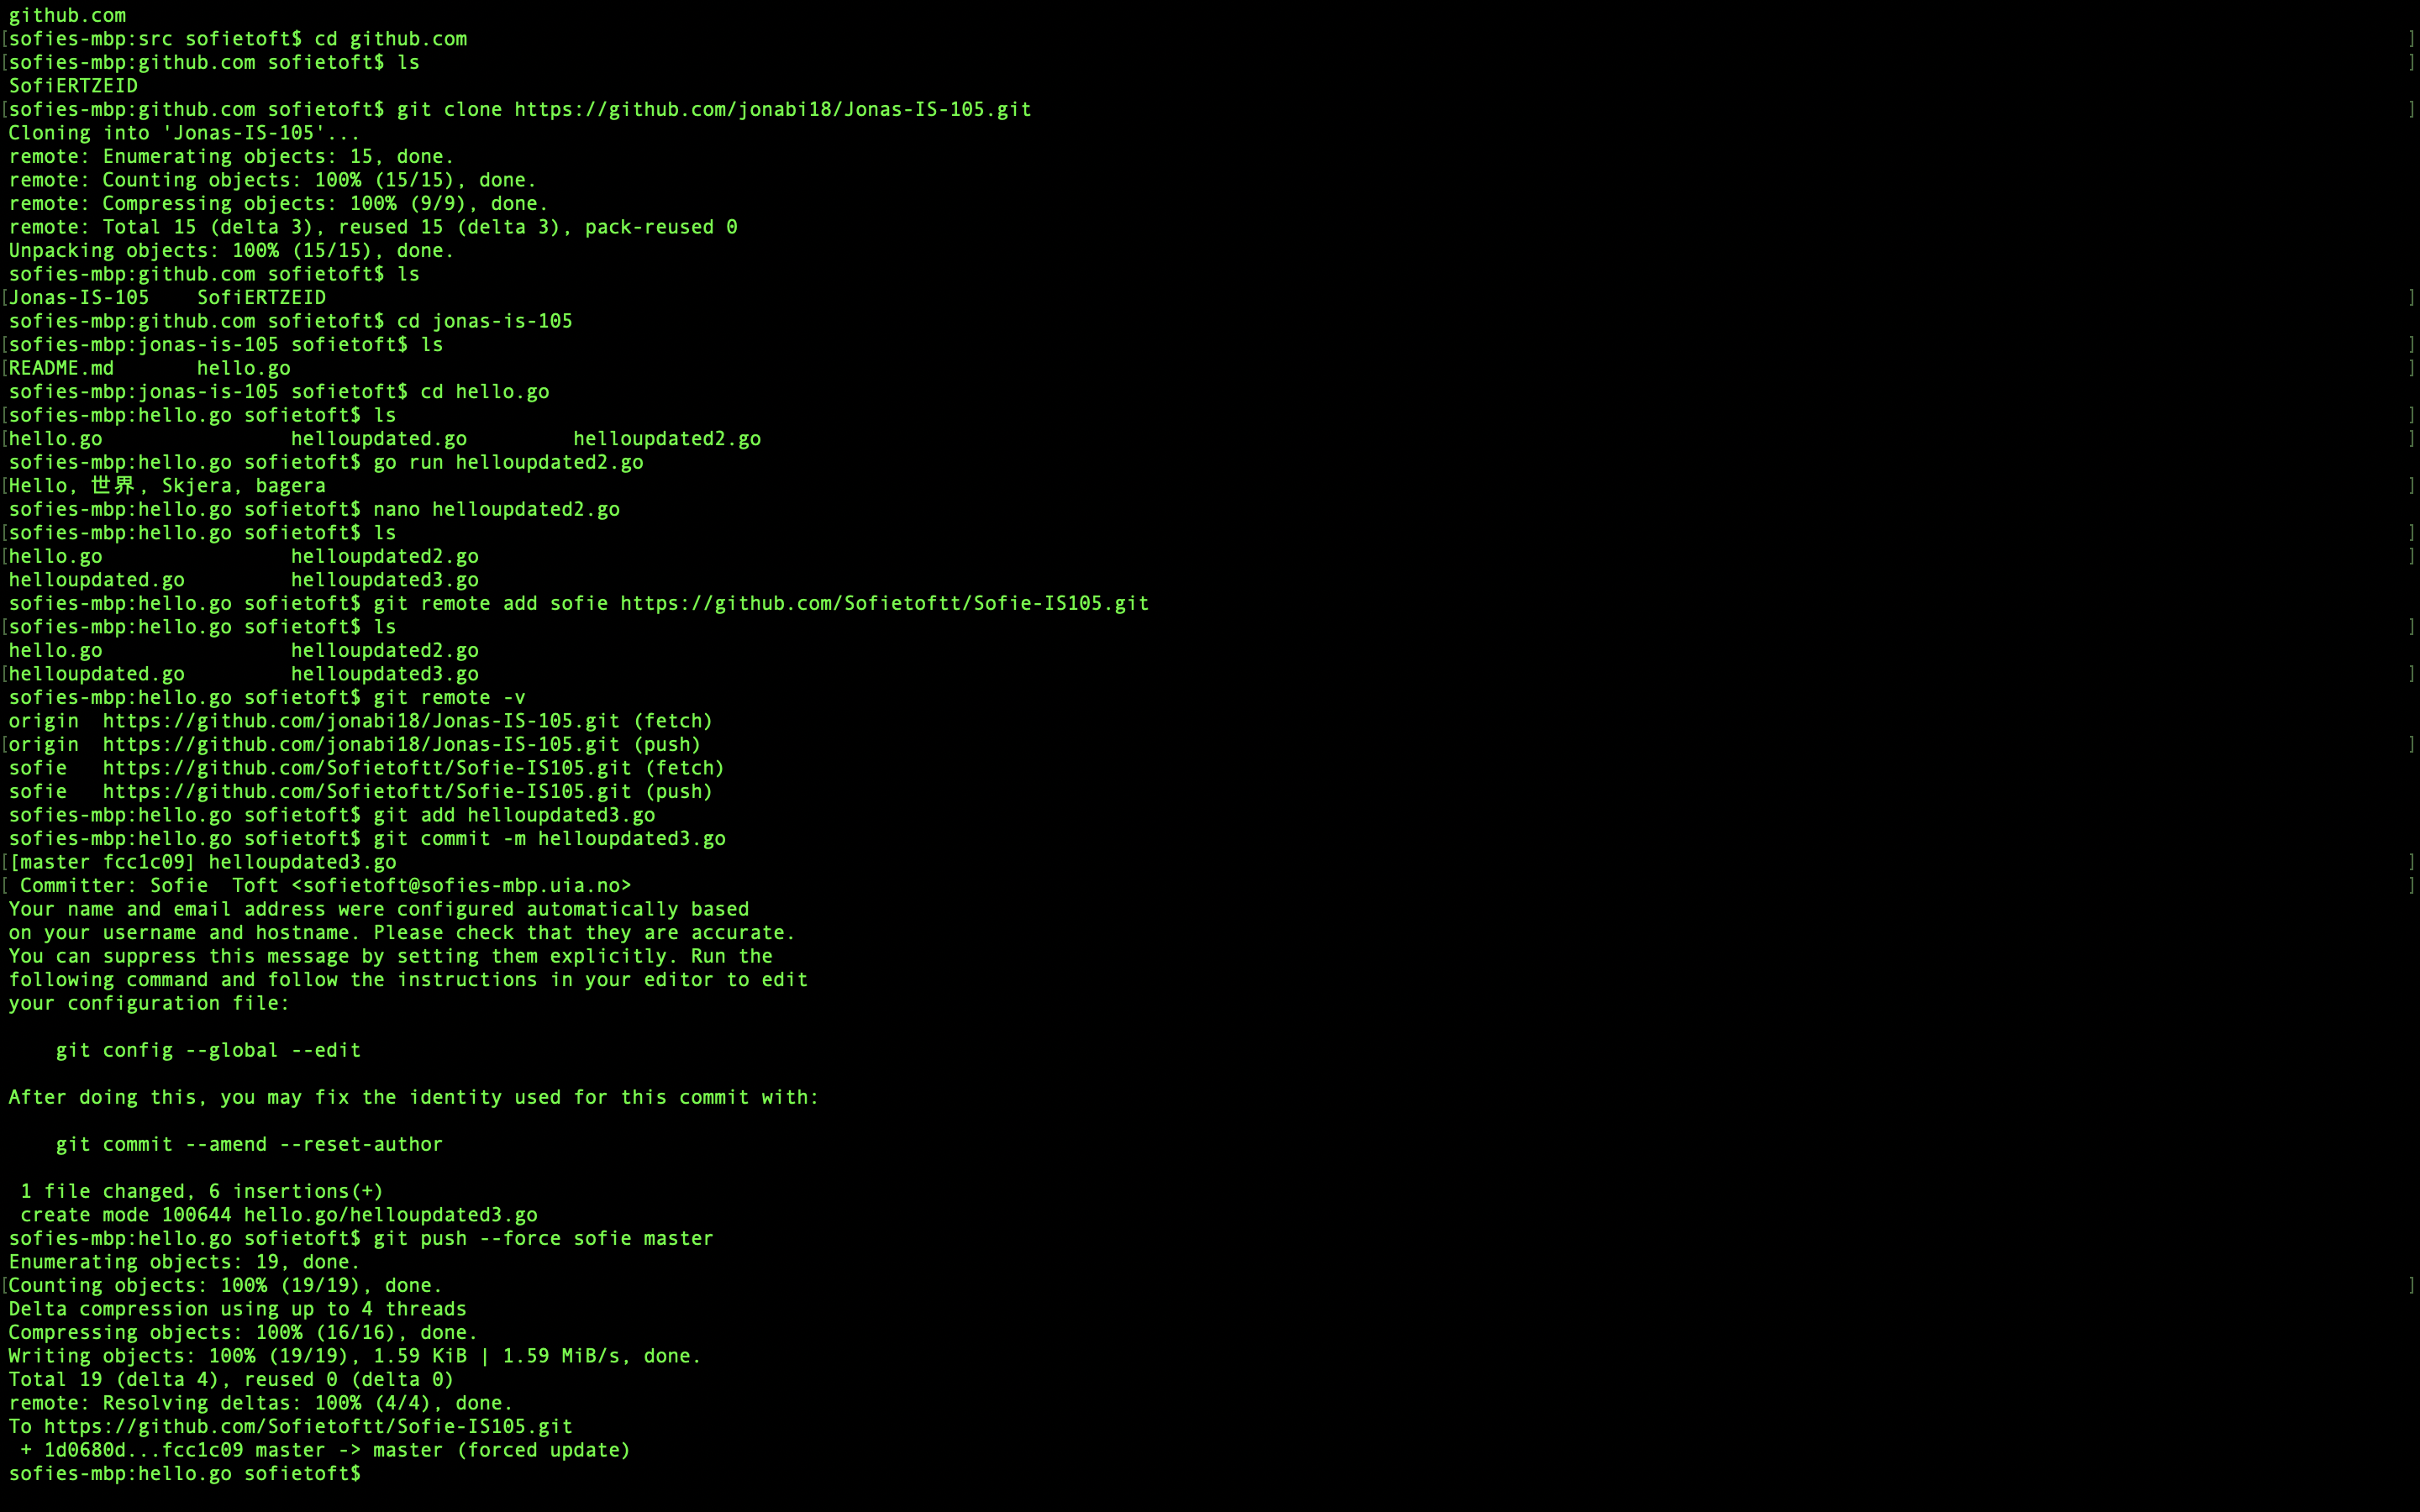 github.com
[sofies-mbp:src sofietoft$ cd github.com ]
[sofies-mbp:github.com sofietoft$ ls ]
SofiERTZEID
[sofies-mbp:github.com sofietoft$ git clone https://github.com/jonabi18/Jonas-IS-105.git ]
Cloning into 'Jonas-IS-105'...
remote: Enumerating objects: 15, done.
remote: Counting objects: 100% (15/15), done.
remote: Compressing objects: 100% (9/9), done.
remote: Total 15 (delta 3), reused 15 (delta 3), pack-reused 0
Unpacking objects: 100% (15/15), done.
sofies-mbp:github.com sofietoft$ ls
[Jonas-IS-105    SofiERTZEID ]
sofies-mbp:github.com sofietoft$ cd jonas-is-105
[sofies-mbp:jonas-is-105 sofietoft$ ls ]
[README.md       hello.go ]
sofies-mbp:jonas-is-105 sofietoft$ cd hello.go
[sofies-mbp:hello.go sofietoft$ ls ]
[hello.go                helloupdated.go         helloupdated2.go ]
sofies-mbp:hello.go sofietoft$ go run helloupdated2.go
[Hello, 世界, Skjera, bagera ]
sofies-mbp:hello.go sofietoft$ nano helloupdated2.go
[sofies-mbp:hello.go sofietoft$ ls ]
[hello.go                helloupdated2.go ]
helloupdated.go         helloupdated3.go
sofies-mbp:hello.go sofietoft$ git remote add sofie https://github.com/Sofietoftt/Sofie-IS105.git
[sofies-mbp:hello.go sofietoft$ ls ]
hello.go                helloupdated2.go
[helloupdated.go         helloupdated3.go ]
sofies-mbp:hello.go sofietoft$ git remote -v
origin  https://github.com/jonabi18/Jonas-IS-105.git (fetch)
[origin  https://github.com/jonabi18/Jonas-IS-105.git (push) ]
sofie   https://github.com/Sofietoftt/Sofie-IS105.git (fetch)
sofie   https://github.com/Sofietoftt/Sofie-IS105.git (push)
sofies-mbp:hello.go sofietoft$ git add helloupdated3.go
sofies-mbp:hello.go sofietoft$ git commit -m helloupdated3.go
[[master fcc1c09] helloupdated3.go ]
[ Committer: Sofie  Toft <sofietoft@sofies-mbp.uia.no> ]
Your name and email address were configured automatically based
on your username and hostname. Please check that they are accurate.
You can suppress this message by setting them explicitly. Run the
following command and follow the instructions in your editor to edit
your configuration file:
    git config --global --edit
After doing this, you may fix the identity used for this commit with:
    git commit --amend --reset-author
 1 file changed, 6 insertions(+)
 create mode 100644 hello.go/helloupdated3.go
sofies-mbp:hello.go sofietoft$ git push --force sofie master
Enumerating objects: 19, done.
[Counting objects: 100% (19/19), done. ]
Delta compression using up to 4 threads
Compressing objects: 100% (16/16), done.
Writing objects: 100% (19/19), 1.59 KiB | 1.59 MiB/s, done.
Total 19 (delta 4), reused 0 (delta 0)
remote: Resolving deltas: 100% (4/4), done.
To https://github.com/Sofietoftt/Sofie-IS105.git
 + 1d0680d...fcc1c09 master -> master (forced update)
sofies-mbp:hello.go sofietoft$